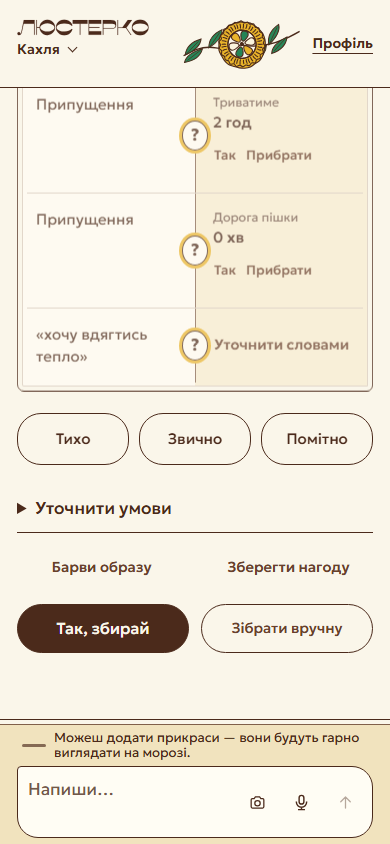 ЛЮСТЕРКО
Кахля
Профіль
Припущення
Триватиме
2 год
?
Так Прибрати
Припущення
Дорога пішки
0 хв
?
Так Прибрати
«хочу вдягтись
тепло»
?
Уточнити словами
Тихо
Звично
Помітно
Уточнити умови
Барви образу
Зберегти нагоду
Так, збирай
Зібрати вручну
Можеш додати прикраси — вони будуть гарно
виглядати на морозі.
Напиши...